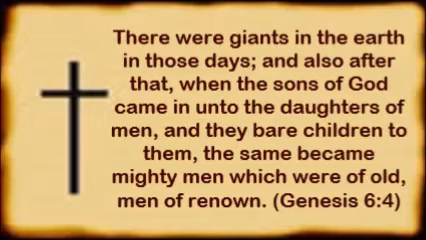 There were giants in the earth
in those days; and also after
that, when the sons of God
came in unto the daughters of
men, and they bare children to
them, the same became
mighty men which were of old,
men of renown. (Genesis 6:4)